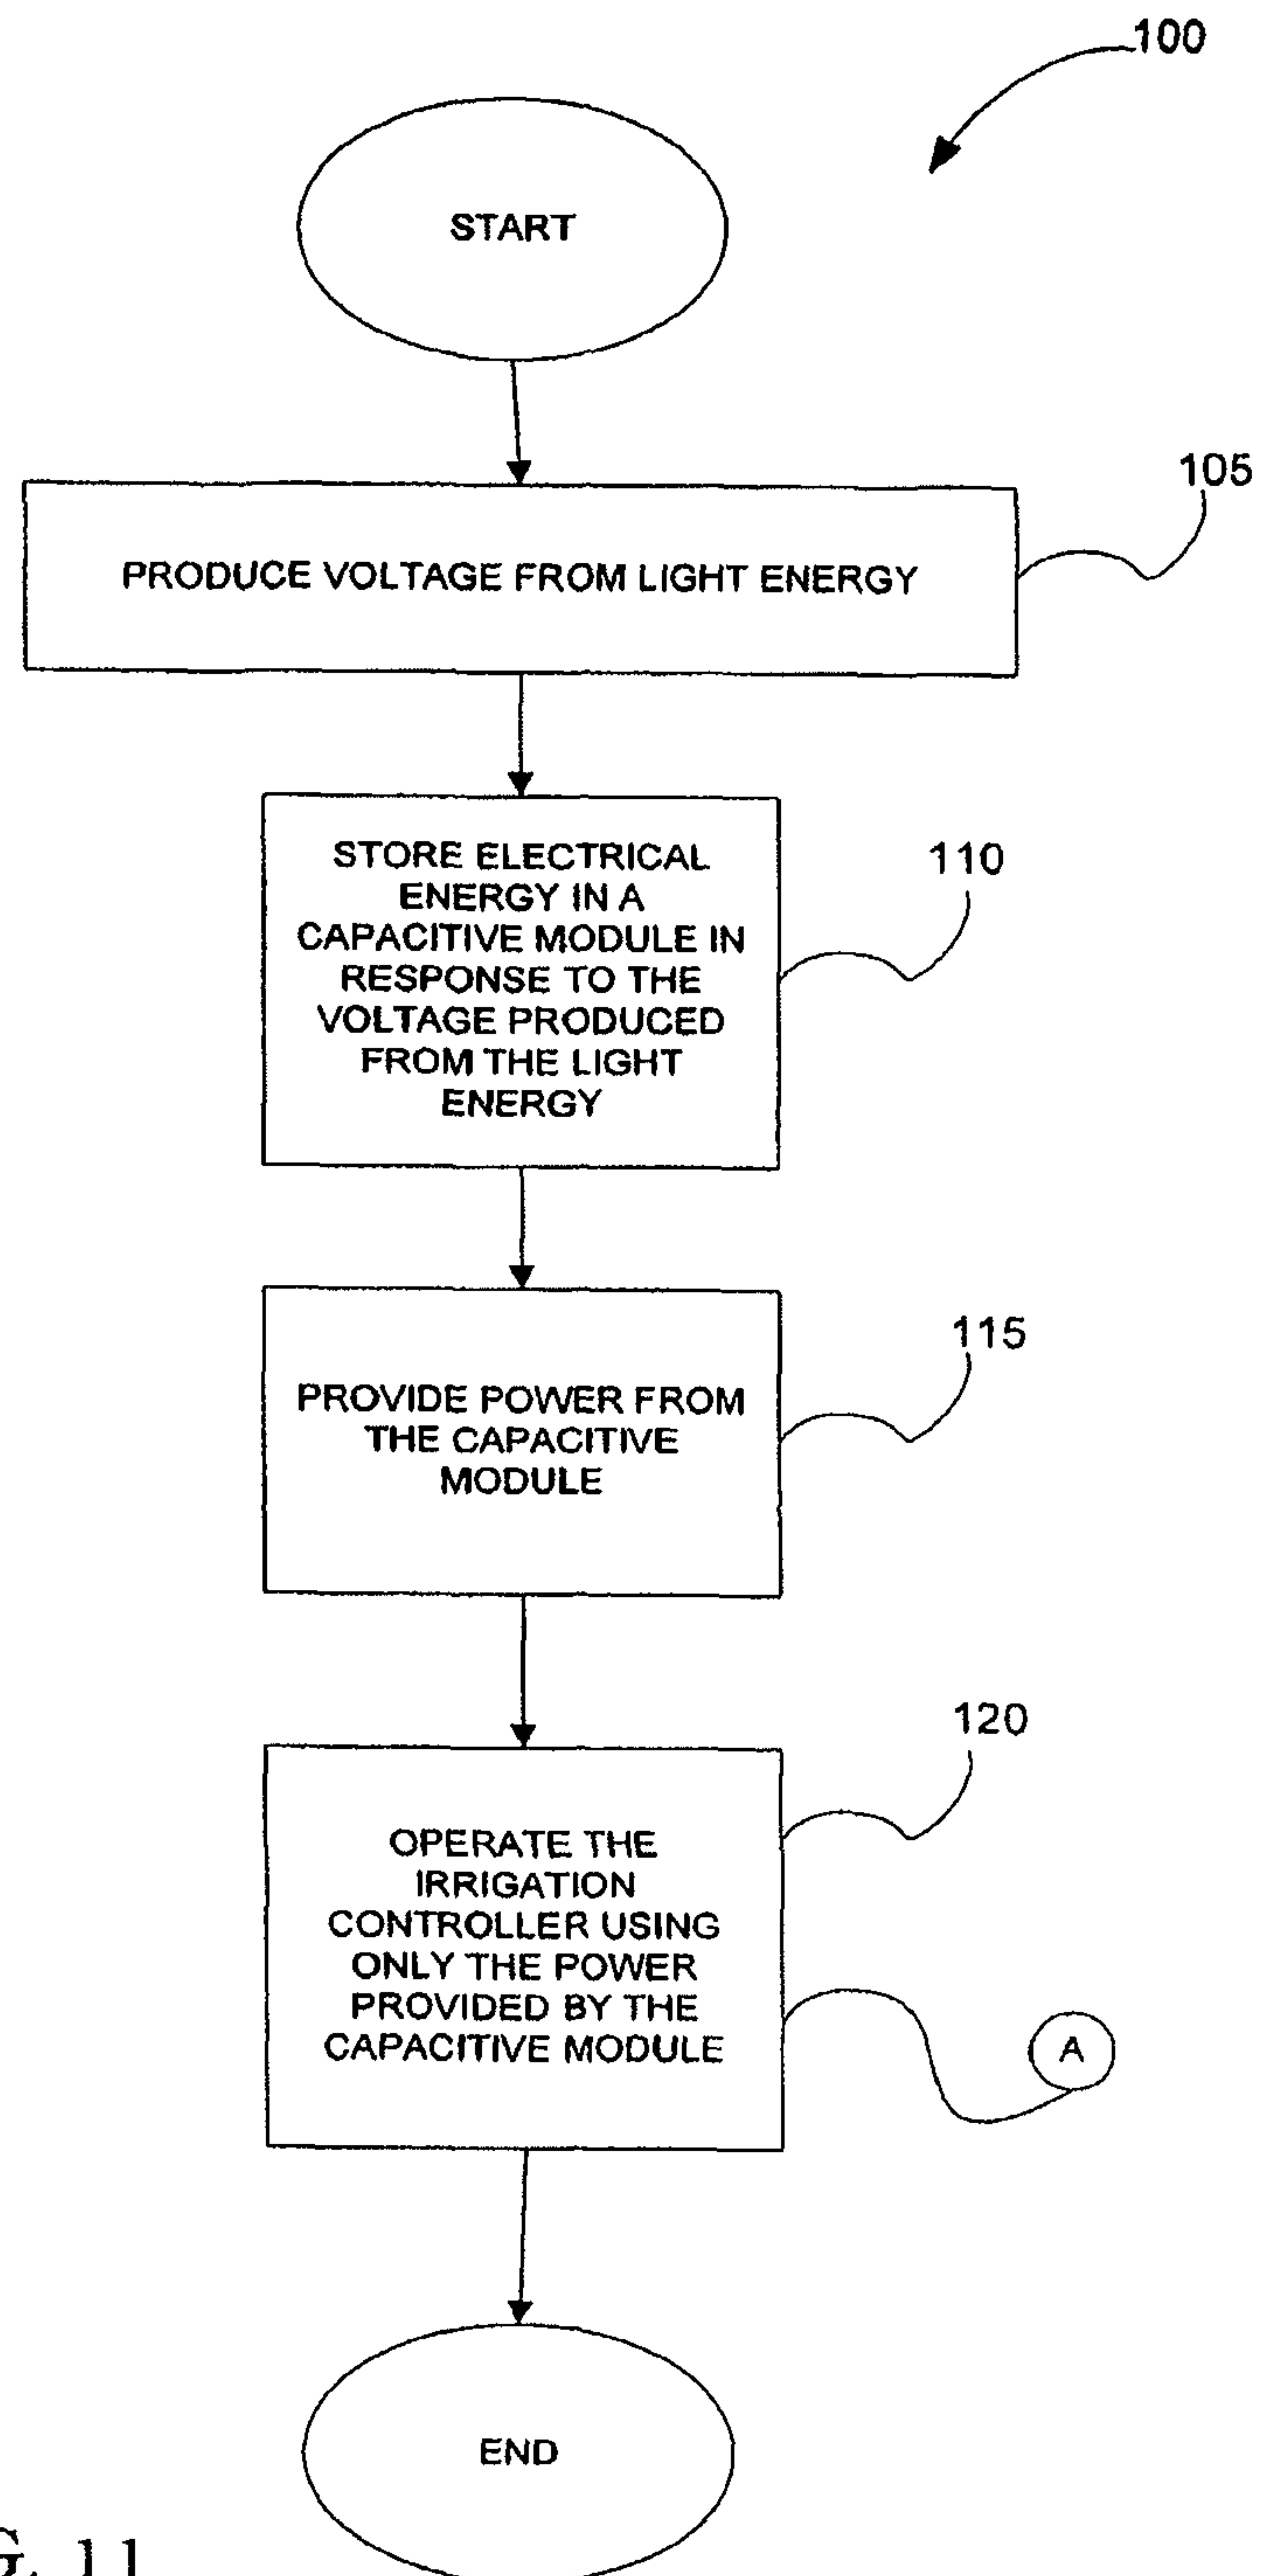 100
START
105
PRODUCE VOLTAGE FROM LIGHT ENERGY
110
STORE ELECTRICAL
ENERGY IN A
CAPACITIVE MODULE IN
RESPONSE TO THE
VOLTAGE PRODUCED
FROM THE LIGHT
ENERGY
115
PROVIDE POWER FROM
THE CAPACITIVE
MODULE
120
OPERATE THE
IRRIGATION
CONTROLLER USING
ONLY THE POWER
PROVIDED BY THE
CAPACITIVE MODULE
A
END
G. 11